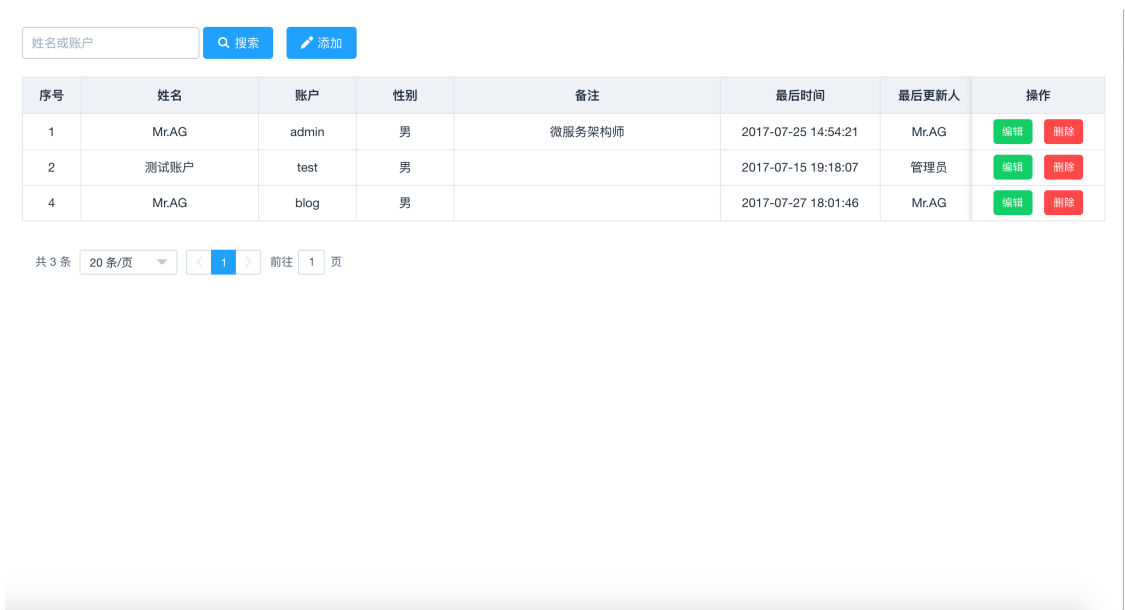 姓名或账户 搜索 添加
序号 姓名 账户 性别 备注 最后时间 最后更新人 操作
1 Mr.AG admin 男 微服务架构师 2017-07-25 14:54:21 Mr.AG 编辑 删除
2 测试账户 test 男 2017-07-15 19:18:07 管理员 编辑 删除
4 Mr.AG blog 男 2017-07-27 18:01:46 Mr.AG 编辑 删除
共 3 条 20 条/页 1 前往 1 页